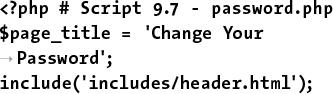 <?php # Script 9.7 - password.php
$page_title = 'Change Your
→ Password';
include('includes/header.html');